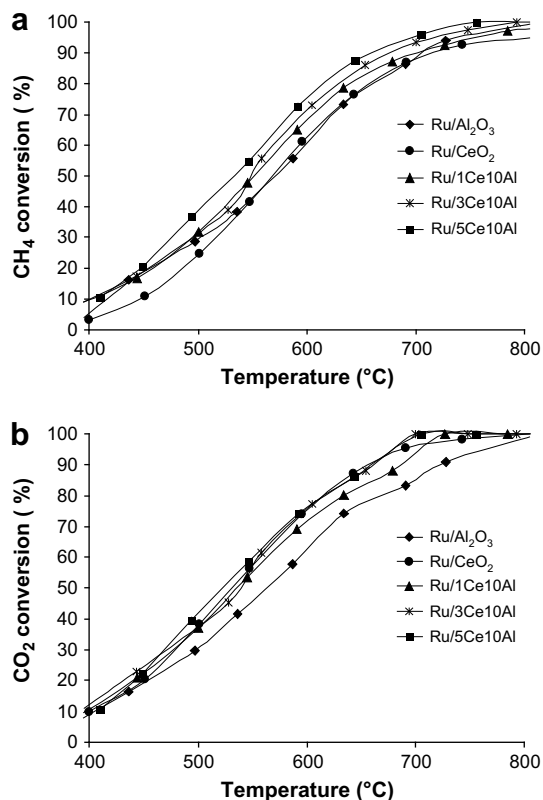 a
CH₄ conversion ( %)
100
90
80
70
60
50
40
30
20
10
0
400 500 600 700 800
Temperature (°C)
Ru/Al₂O₃
Ru/CeO₂
Ru/1Ce10Al
Ru/3Ce10Al
Ru/5Ce10Al
b
CO₂ conversion ( %)
100
90
80
70
60
50
40
30
20
10
0
400 500 600 700 800
Temperature (°C)
Ru/Al₂O₃
Ru/CeO₂
Ru/1Ce10Al
Ru/3Ce10Al
Ru/5Ce10Al